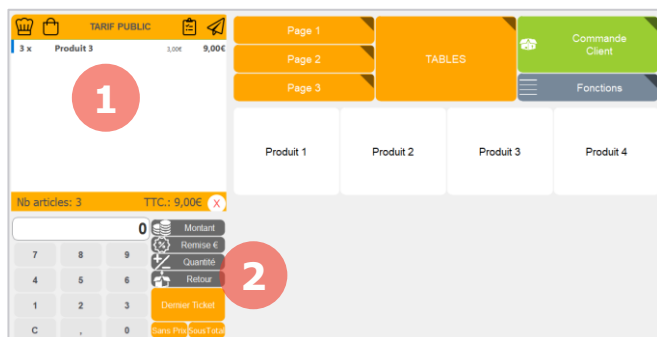 TARIF PUBLIC
3 x Produit 3 3,00€ 9,00€
1
Nb articles: 3 TTC.: 9,00€ X
0
Montant
Remise €
Quantité
Retour
7 8 9
4 5 6
1 2 3
C , 0
Dernier Ticket
Sans Prix SousTotal
2
Page 1
Page 2
Page 3
TABLES
Commande
Client
Fonctions
Produit 1 Produit 2 Produit 3 Produit 4